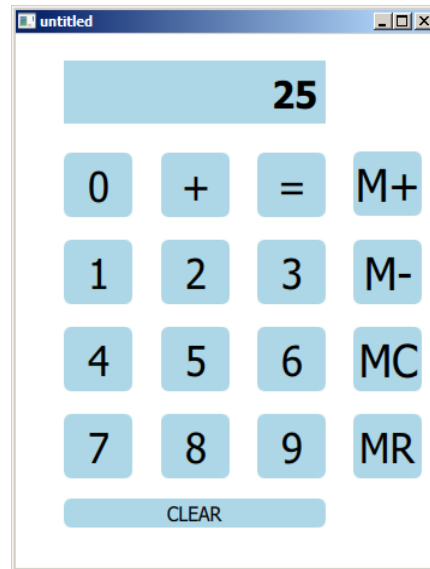 untitled
25
0 + = M+
1 2 3 M-
4 5 6 MC
7 8 9 MR
CLEAR